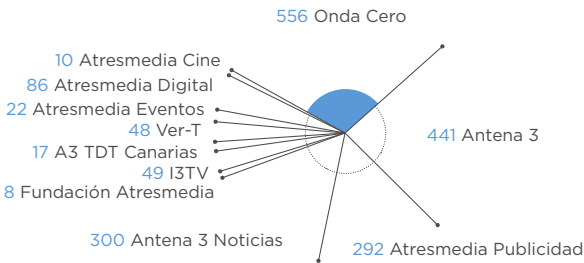 556 Onda Cero
10 Atresmedia Cine
86 Atresmedia Digital
22 Atresmedia Eventos
48 Ver-T
17 A3 TDT Canarias
49 I3TV
8 Fundación Atresmedia
441 Antena 3
300 Antena 3 Noticias
292 Atresmedia Publicidad